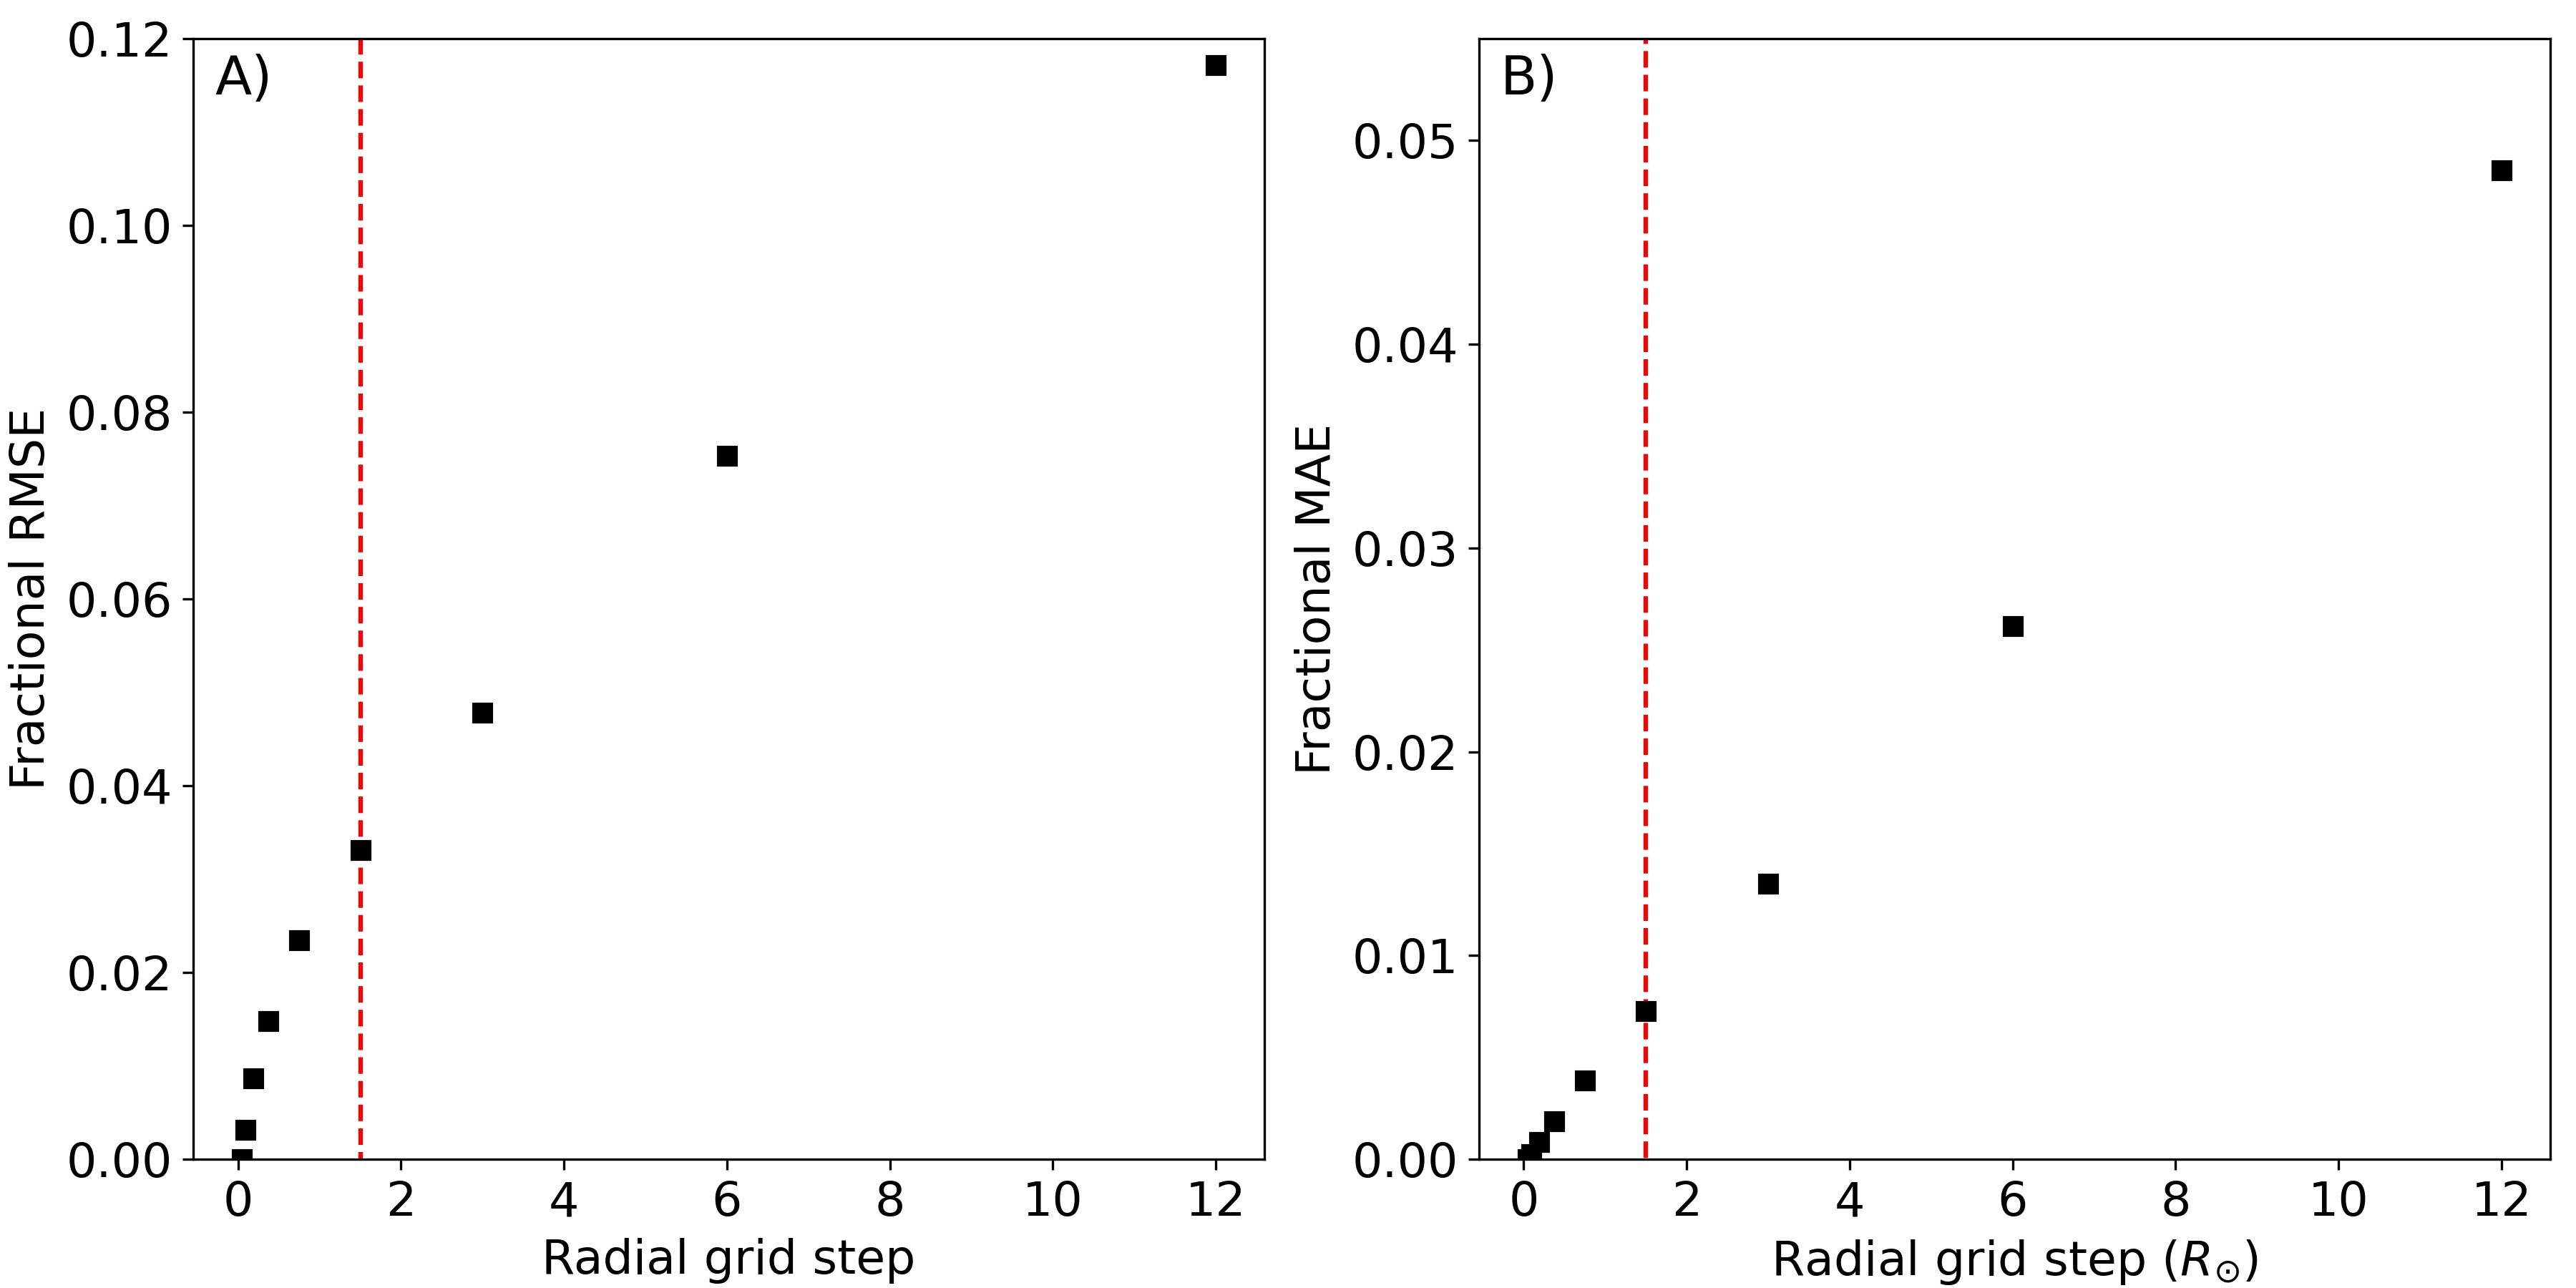 A)
Fractional RMSE
0.12
0.10
0.08
0.06
0.04
0.02
0.00
0 2 4 6 8 10 12
Radial grid step
B)
Fractional MAE
0.05
0.04
0.03
0.02
0.01
0.00
0 2 4 6 8 10 12
Radial grid step (R☉)